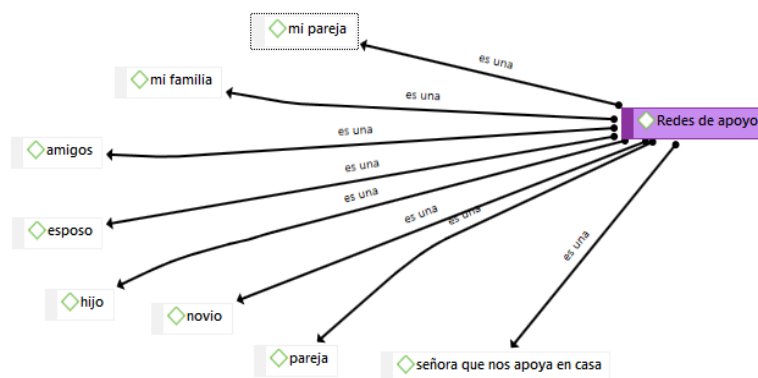 mi pareja
es una
mi familia
es una
Redes de apoyo
es una
amigos
es una
es una
es una
es una
esposo
es una
hijo
novio
pareja
señora que nos apoya en casa